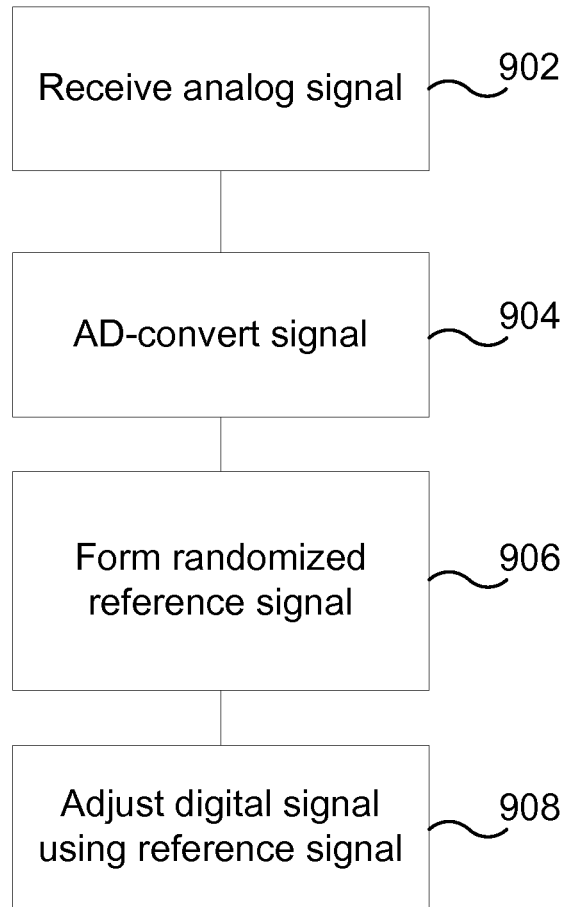 Receive analog signal
902
AD-convert signal
904
Form randomized
reference signal
906
Adjust digital signal
using reference signal
908